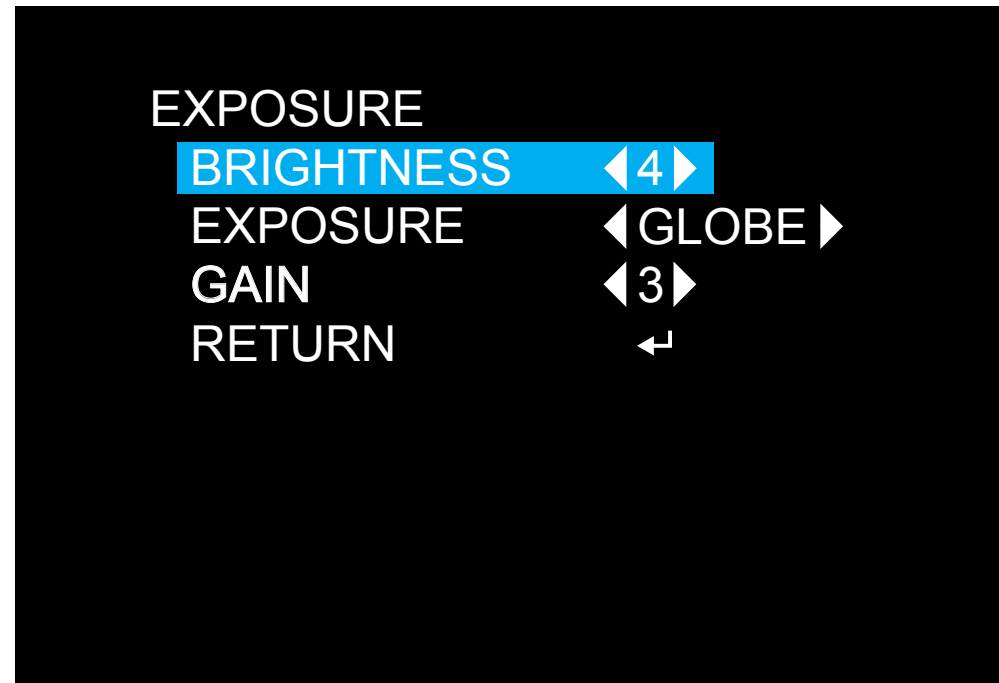 EXPOSURE
BRIGHTNESS 4
EXPOSURE GLOBE
GAIN 3
RETURN